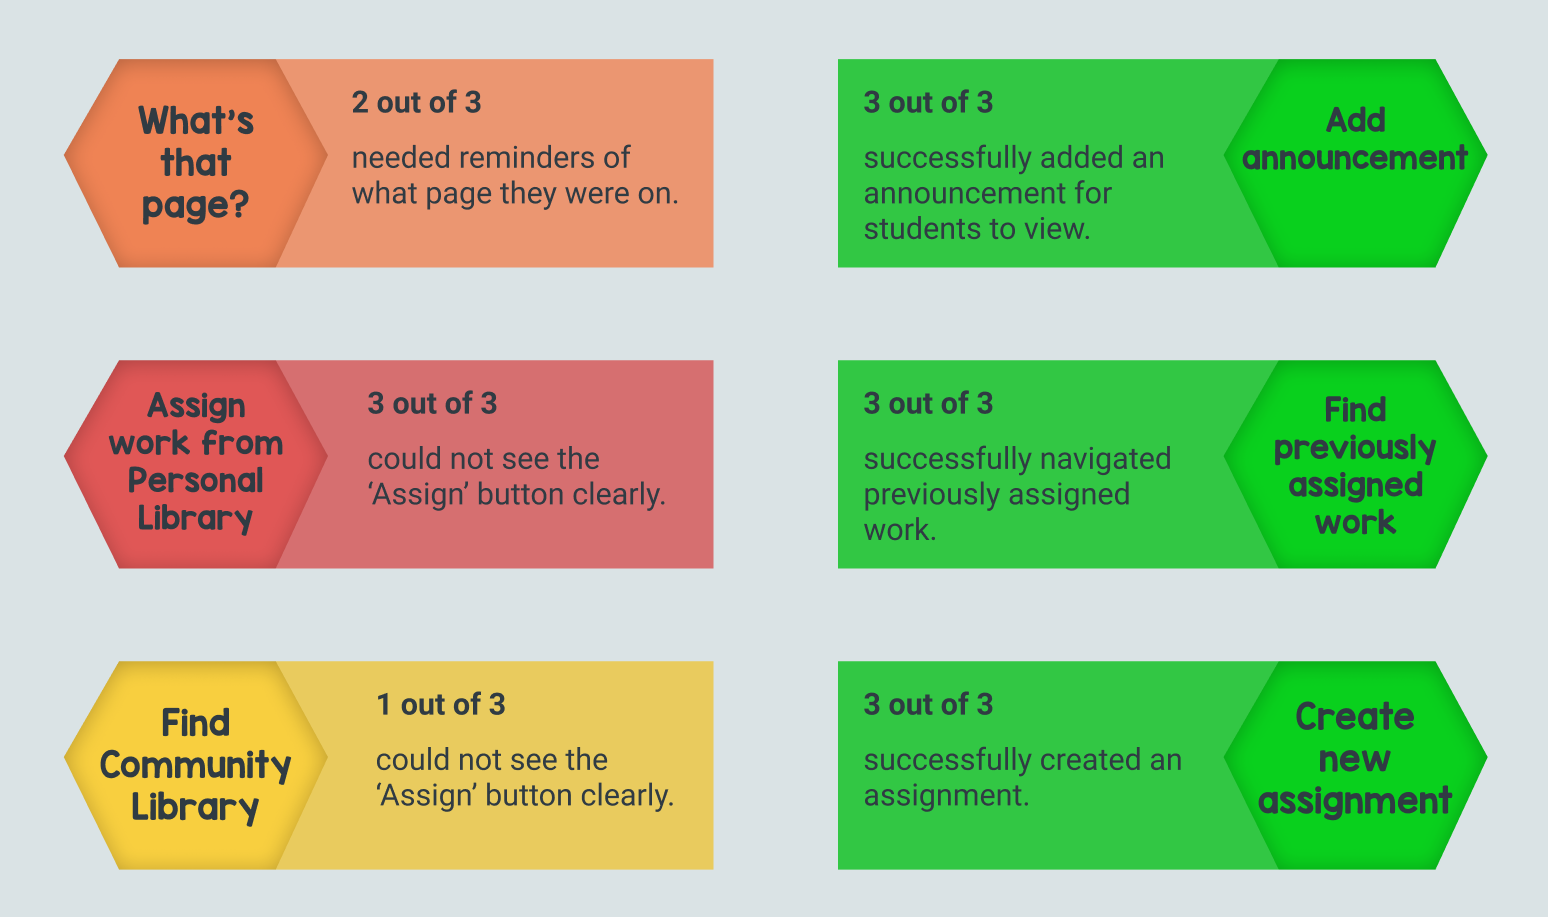 What's
that
page?
2 out of 3
needed reminders of
what page they were on.
3 out of 3
successfully added an
announcement for
students to view.
Add
announcement
Assign
work from
Personal
Library
3 out of 3
could not see the
‘Assign’ button clearly.
3 out of 3
successfully navigated
previously assigned
work.
Find
previously
assigned
work
Find
Community
Library
1 out of 3
could not see the
‘Assign’ button clearly.
3 out of 3
successfully created an
assignment.
Create
new
assignment